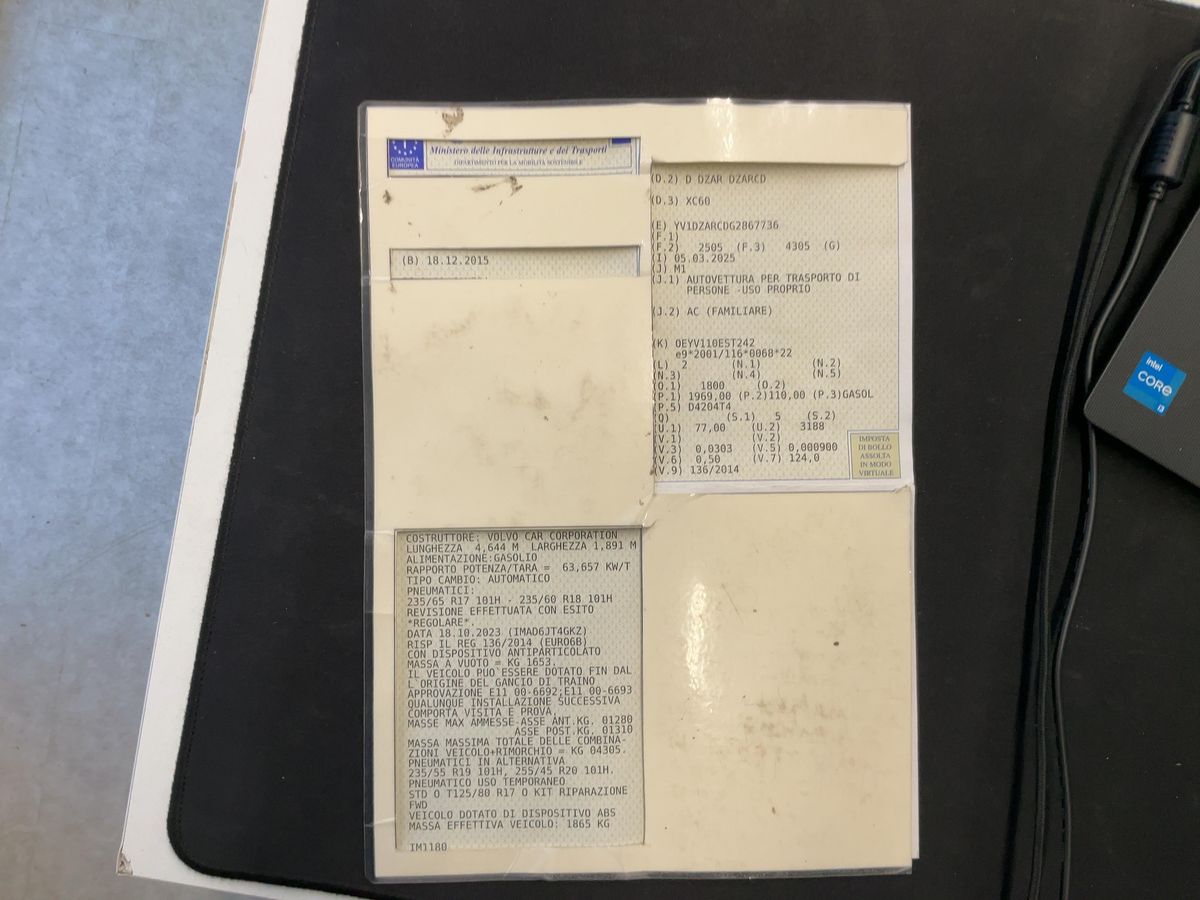 COMUNITÀ
EUROPEA
Ministero delle Infrastrutture e dei Trasporti
DIPARTIMENTO PER LA MOBILITÀ SOSTENIBILE
(B) 18.12.2015
(D.2) D DZAR DZARCD
(D.3) XC60
(E) YV1DZARCDG2867736
(F.1)
(F.2) 2505 (F.3) 4305 (G)
(I) 05.03.2025
(J) M1
(J.1) AUTOVETTURA PER TRASPORTO DI
PERSONE -USO PROPRIO
(J.2) AC (FAMILIARE)
(K) OEYV110EST242
e9*2001/116*0068*22
(L) 2 (N.1) (N.2)
(N.3) (N.4) (N.5)
(O.1) 1800 (O.2)
(P.1) 1969,00 (P.2)110,00 (P.3)GASOL
(P.5) D4204T4
(Q) (S.1) 5 (S.2)
(U.1) 77,00 (U.2) 3188
(V.1) (V.2)
(V.3) 0,0303 (V.5) 0,000900
(V.6) 0,50 (V.7) 124,0
(V.9) 136/2014
IMPOSTA
DI BOLLO
ASSOLTA
IN MODO
VIRTUALE
COSTRUTTORE: VOLVO CAR CORPORATION
LUNGHEZZA 4,644 M LARGHEZZA 1,891 M
ALIMENTAZIONE:GASOLIO
RAPPORTO POTENZA/TARA = 63,657 KW/T
TIPO CAMBIO: AUTOMATICO
PNEUMATICI:
235/65 R17 101H - 235/60 R18 101H
REVISIONE EFFETTUATA CON ESITO
*REGOLARE*.
DATA 18.10.2023 (IMAD6JT4GKZ)
RISP IL REG 136/2014 (EURO6B)
CON DISPOSITIVO ANTIPARTICOLATO
MASSA A VUOTO = KG 1653.
IL VEICOLO PUO`ESSERE DOTATO FIN DAL
L`ORIGINE DEL GANCIO DI TRAINO
APPROVAZIONE E11 00-6692;E11 00-6693
QUALUNQUE INSTALLAZIONE SUCCESSIVA
COMPORTA VISITA E PROVA,
MASSE MAX AMMESSE-ASSE ANT.KG. 01280
ASSE POST.KG. 01310
MASSA MASSIMA TOTALE DELLE COMBINA-
ZIONI VEICOLO+RIMORCHIO = KG 04305.
PNEUMATICI IN ALTERNATIVA
235/55 R19 101H, 255/45 R20 101H.
PNEUMATICO USO TEMPORANEO
STD O T125/80 R17 O KIT RIPARAZIONE
FWD
VEICOLO DOTATO DI DISPOSITIVO ABS
MASSA EFFETTIVA VEICOLO: 1865 KG
IM1180
intel
CORE
i3